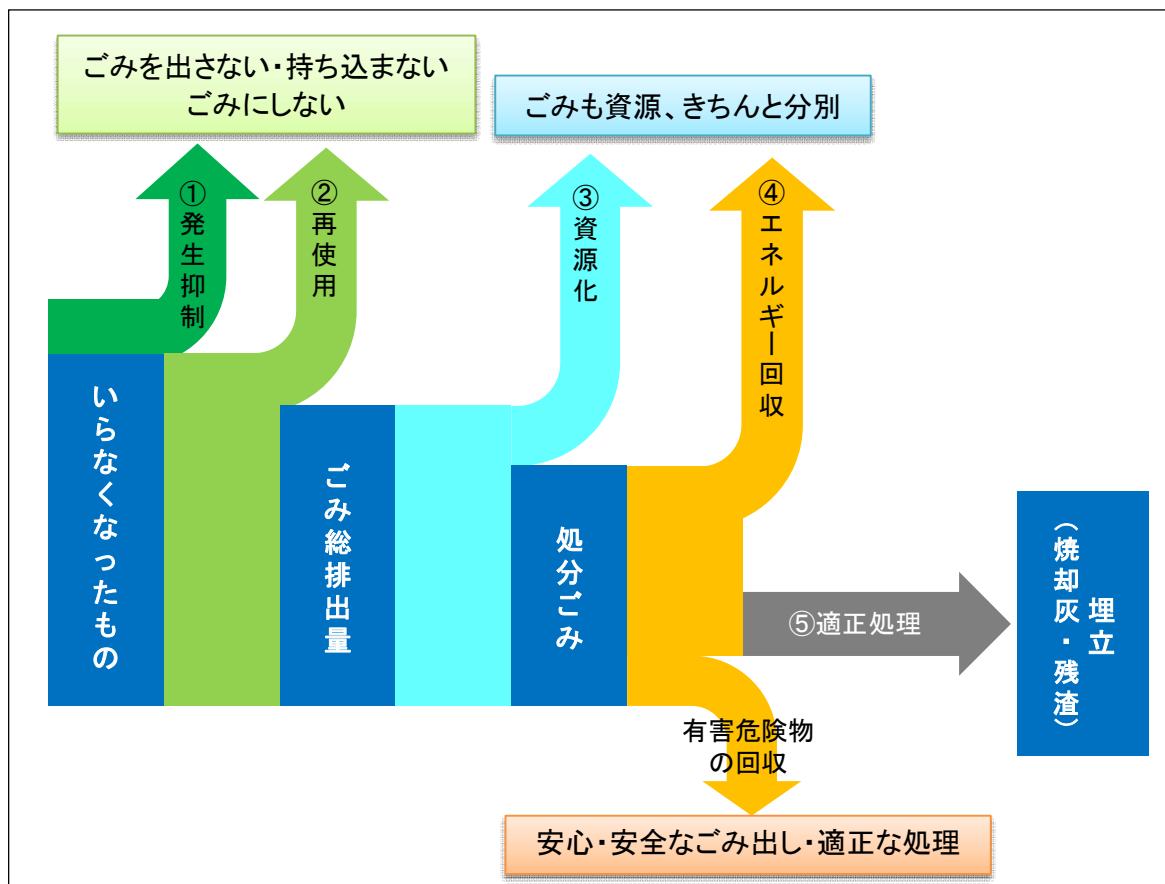 ごみを出さない・持ち込まない
ごみにしない
ごみも資源、きちんと分別
①発生抑制
②再使用
③資源化
④エネルギー回収
いらなくなったもの
ごみ総排出量
処分ごみ
⑤適正処理
埋立
（焼却灰・残渣）
有害危険物
の回収
安心・安全なごみ出し・適正な処理